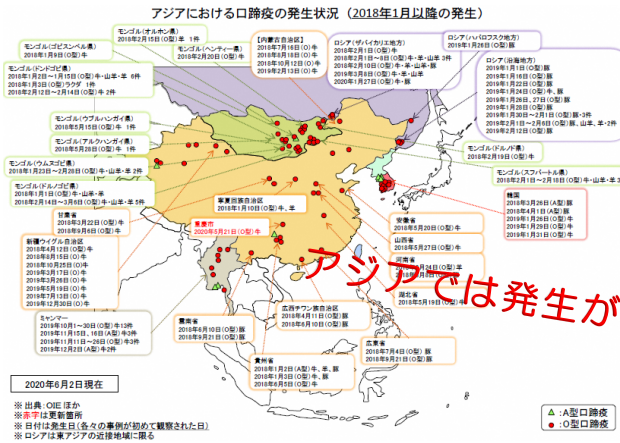 アジアにおける口蹄疫の発生状況（2018年1月以降の発生）
モンゴル(ゴビスンベル県)
2018年1月9日(O型)牛
モンゴル(オルホン県)
2018年2月15日(O型)山羊 1件
モンゴル(ヘンティー県)
2018年2月20日(O型)牛
【内蒙古自治区】
2018年7月16日(O型)牛
2018年8月18日(O型)牛
2018年10月12日(O型)牛
2019年2月13日(O型)牛
ロシア(ザバイカリエ地方)
2018年2月1日(O型)牛
2018年2月1日～8日(O型)牛・山羊 3件
2018年2月13日(O型)牛・羊・山羊
2019年3月8日(O型)牛・羊・山羊
2020年1月27日(O型)牛・豚
ロシア(ハバロフスク地方)
2019年1月28日(O型)豚
ロシア(沿海地方)
2019年1月1日(O型)豚
2019年1月16日(O型)豚
2019年1月22日(O型)豚
2019年1月24日(O型)牛、豚
2019年1月26日、27日(O型)豚
2019年1月28日(O型)豚
2019年1月30日～2月1日(O型)豚・3件
2019年2月1日～2月6日(O型)豚、山羊、羊・2件
2019年2月12日(O型)豚
モンゴル(ドンドゴビ県)
2018年1月2日～1月15日(O型)牛・山羊・羊 6件
2018年1月3日(O型)ラクダ 1件
2018年2月12日～2月14日(O型)牛 2件
モンゴル(ウブルハンガイ県)
2018年5月15日(O型)牛 1件
モンゴル(アルハンガイ県)
2018年5月20日(O型)牛 1件
モンゴル(ウムヌゴビ県)
2018年1月23日～2月28日(O型)牛・山羊・羊 2件
モンゴル(ドルノゴビ県)
2018年1月1日(O型)牛・山羊・羊
2018年2月14日～3月6日(O型)牛・山羊・羊 5件
モンゴル(ドルノド県)
2018年2月19日(O型)牛
モンゴル(スフバートル県)
2018年2月11日～2月18日(O型)牛・山羊・羊
韓国
2018年3月26日(A型)豚
2018年4月1日(A型)豚
2019年1月28日(O型)牛
2019年1月29日(O型)牛
2019年1月31日(O型)牛
甘粛省
2018年3月22日(O型)牛
2018年9月6日(O型)牛
寧夏回族自治区
2018年1月10日(O型)牛、羊
重慶市
2020年5月21日(O型)牛
新疆ウイグル自治区
2018年4月12日(O型)牛
2018年8月15日(O型)牛
2018年10月25日(O型)牛
2019年3月17日(O型)牛
2019年3月26日(O型)牛
2019年8月19日(O型)牛
2019年7月13日(O型)牛
2019年12月30日(O型)牛
安徽省
2018年5月20日(O型)牛
山西省
2018年5月27日(O型)牛
河南省
湖北省
2018年5月19日(O型)牛
アジアでは発生が
ミャンマー
2019年10月1～30日(O型)牛13件
2019年11月15日、16日(A型)牛3件
2019年11月11日～26日(O型)牛3件
2019年12月2日(A型)牛2件
雲南省
2018年6月10日(O型)豚
2018年9月21日(O型)豚
広西チワン族自治区
2018年4月11日(O型)豚
2018年6月10日(O型)豚
広東省
2018年7月4日(O型)豚
2018年9月21日(O型)豚
貴州省
2018年1月2日(A型)牛、羊、豚
2018年1月3日(O型)牛、豚
2018年6月5日(O型)牛、豚
2020年6月2日現在
※ 出典：OIE ほか
※赤字は更新箇所
※ 日付は発生日（各々の事例が初めて観察された日）
※ロシアは東アジアの近接地域に限る
：A型口蹄疫
：O型口蹄疫